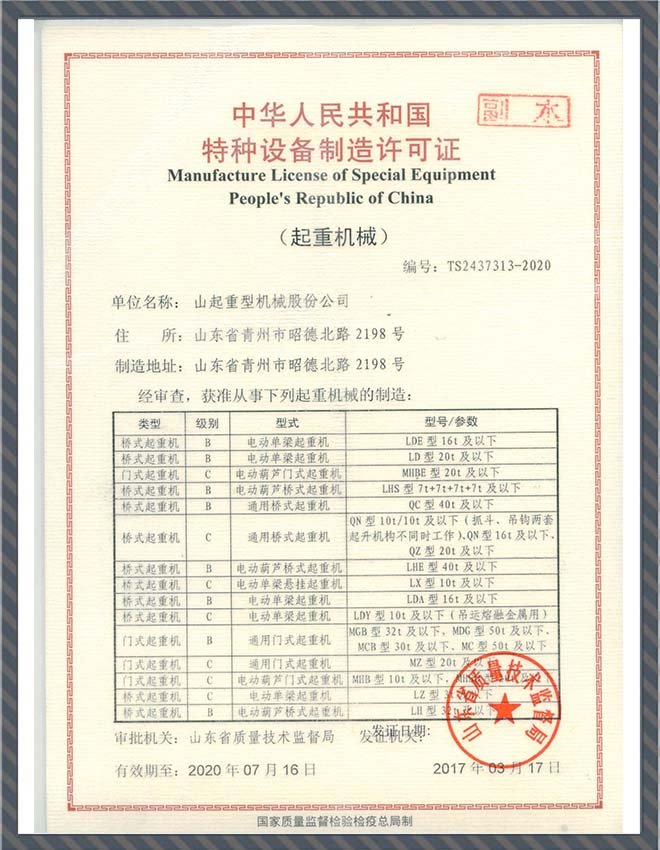 副 本
中华人民共和国
特种设备制造许可证
Manufacture License of Special Equipment
People's Republic of China
（起重机械）
编号：TS2437313-2020
单位名称：山起重型机械股份公司
住 所：山东省青州市昭德北路 2198 号
制造地址：山东省青州市昭德北路 2198 号
经审查，获准从事下列起重机械的制造：
类型 级别 型式 型号/参数
桥式起重机 B 电动单梁起重机 LDE 型 16t 及以下
桥式起重机 B 电动单梁起重机 LD 型 20t 及以下
门式起重机 C 电动葫芦门式起重机 MHBE 型 20t 及以下
桥式起重机 B 电动葫芦桥式起重机 LHS 型 7t+7t+7t+7t 及以下
桥式起重机 B 通用桥式起重机 QC 型 40t 及以下
桥式起重机 C 通用桥式起重机 QN 型 10t/10t 及以下（抓斗、吊钩两套
起升机构不同时工作）、QN 型 16t 及以下、
QZ 型 20t 及以下
桥式起重机 B 电动葫芦桥式起重机 LHE 型 40t 及以下
桥式起重机 C 电动单梁悬挂起重机 LX 型 10t 及以下
桥式起重机 B 电动单梁起重机 LDA 型 16t 及以下
桥式起重机 C 电动单梁起重机 LDY 型 10t 及以下（吊运熔融金属用）
门式起重机 B 通用门式起重机 MGB 型 32t 及以下，MDG 型 50t 及以下、
MCB 型 30t 及以下、MC 型 50t 及以下
门式起重机 C 通用门式起重机 MZ 型 20t 及以
门式起重机 C 电动葫芦门式起重机 MHB 型 10t 及以下，
桥式起重机 C 电动单梁起重机 LZ 型
桥式起重机 B 电动葫芦桥式起重机 LH 型 32t 及以下
山东省质量技术监督局
审批机关：山东省质量技术监督局 发证机关：
发证日期：
有效期至：2020 年 07 月 16 日 2017 年 03 月 17 日
国家质量监督检验检疫总局制